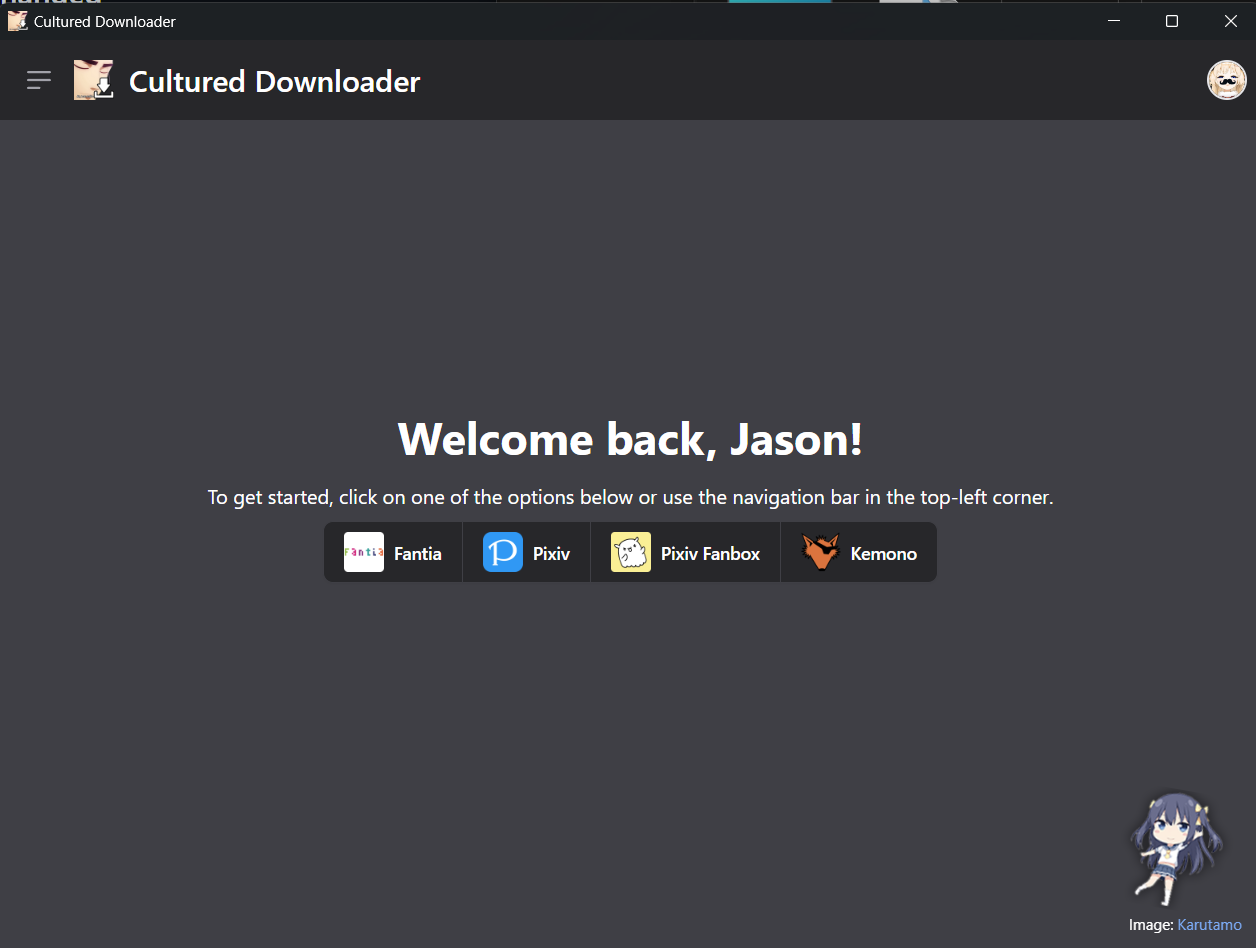 Cultured Downloader
Cultured Downloader
Welcome back, Jason!
To get started, click on one of the options below or use the navigation bar in the top-left corner.
Fantia Fantia Pixiv Pixiv Fanbox Kemono
Image: Karutamo